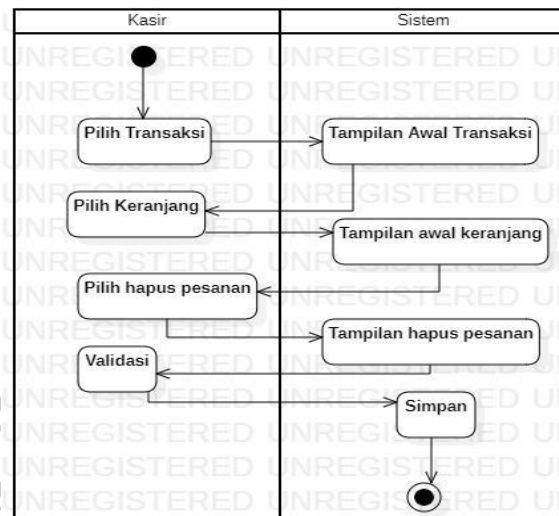 Kasir
Sistem
Pilih Transaksi
Tampilan Awal Transaksi
Pilih Keranjang
Tampilan awal keranjang
Pilih hapus pesanan
Tampilan hapus pesanan
Validasi
Simpan
UNREGISTERED